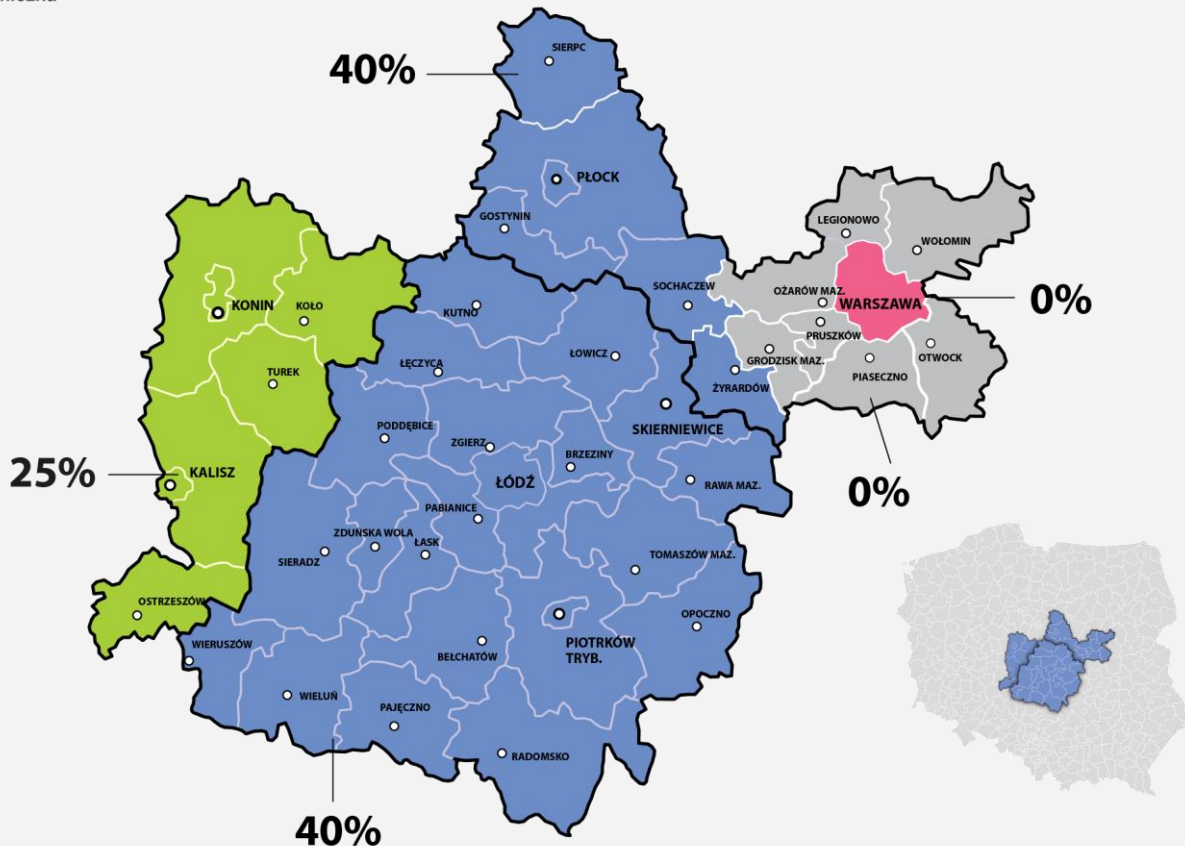 SIERPC
40%
PŁOCK
GOSTYNIN
LEGIONOWO
WOŁOMIN
SOCHACZEW
OŻARÓW MAZ.
WARSZAWA
0%
KONIN
KOŁO
KUTNO
PRUSZKÓW
ŁOWICZ
GRODZISK MAZ.
OTWOCK
ŁĘCZYCA
TUREK
PIASECZNO
ŻYRARDÓW
PODDĘBICE
SKIERNIEWICE
ZGIERZ
BRZEZINY
25%
KALISZ
ŁÓDŹ
RAWA MAZ.
0%
PABIANICE
ZDUŃSKA WOLA
ŁASK
SIERADZ
TOMASZÓW MAZ.
OSTRZESZÓW
OPOCZNO
WIERUSZÓW
PIOTRKÓW
TRYB.
BEŁCHATÓW
WIELUŃ
PAJĘCZNO
RADOMSKO
40%